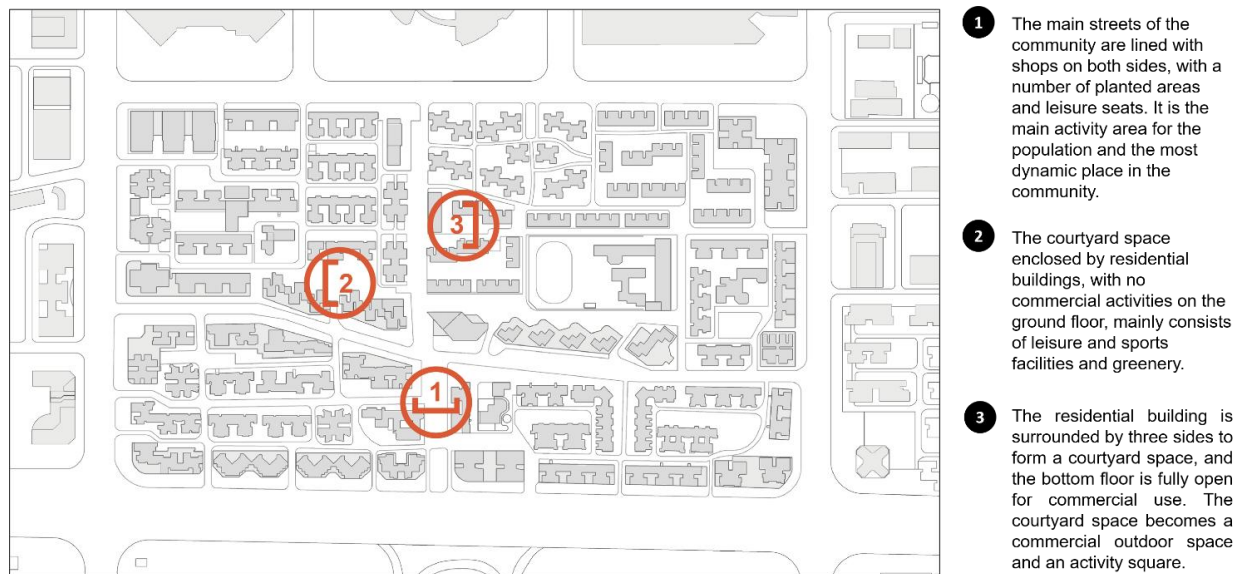 1
The main streets of the
community are lined with
shops on both sides, with a
number of planted areas
and leisure seats. It is the
main activity area for the
population and the most
dynamic place in the
community.
2
The courtyard space
enclosed by residential
buildings, with no
commercial activities on the
ground floor, mainly consists
of leisure and sports
facilities and greenery.
3
The residential building is
surrounded by three sides to
form a courtyard space, and
the bottom floor is fully open
for commercial use. The
courtyard space becomes a
commercial outdoor space
and an activity square.
3
2
1